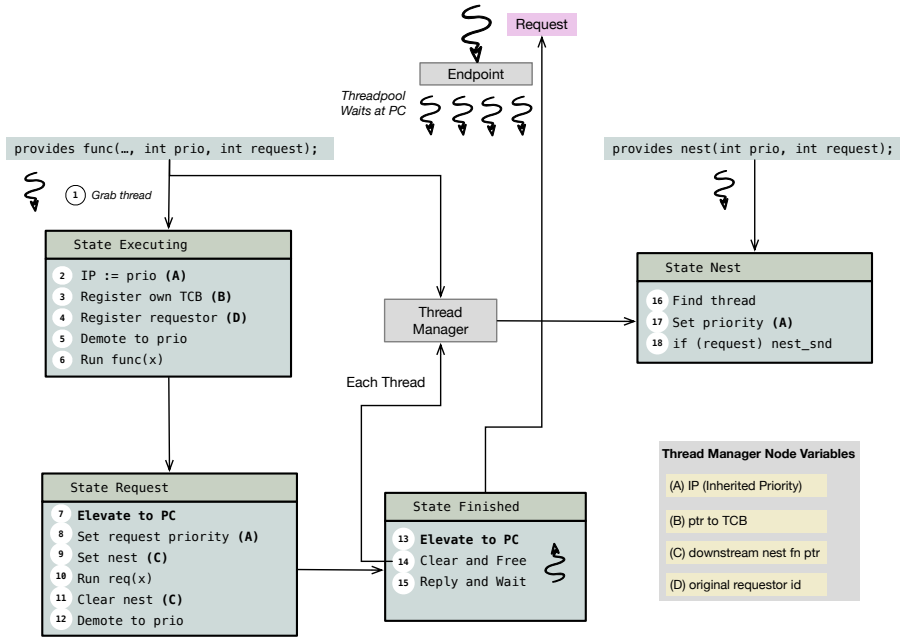 Request
Endpoint
Threadpool
Waits at PC
provides func(…, int prio, int request);
provides nest(int prio, int request);
1 Grab thread
State Executing
2 IP := prio (A)
3 Register own TCB (B)
4 Register requestor (D)
5 Demote to prio
6 Run func(x)
Thread
Manager
State Nest
16 Find thread
17 Set priority (A)
18 if (request) nest_snd
Each Thread
State Request
7 Elevate to PC
8 Set request priority (A)
9 Set nest (C)
10 Run req(x)
11 Clear nest (C)
12 Demote to prio
State Finished
13 Elevate to PC
14 Clear and Free
15 Reply and Wait
Thread Manager Node Variables
(A) IP (Inherited Priority)
(B) ptr to TCB
(C) downstream nest fn ptr
(D) original requestor id